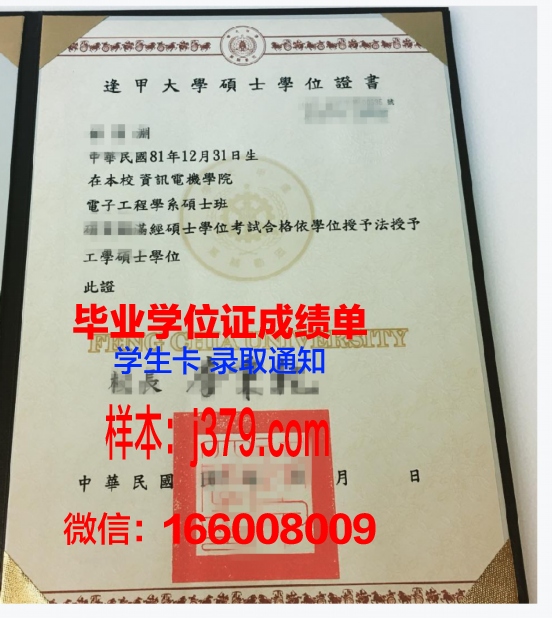 逢甲大學碩士學位證書
號
中華民國81年12月31日生
在本校 資訊電機學院
電子工程學系碩士班
經碩士學位考試合格依學位授予法授予
工學碩士學位
此證
毕业学位证成绩单
FENG CHIA UNIVERSITY
学生卡 录取通知
校長
样本：j379.com
中華民國 月 日
微信：166008009